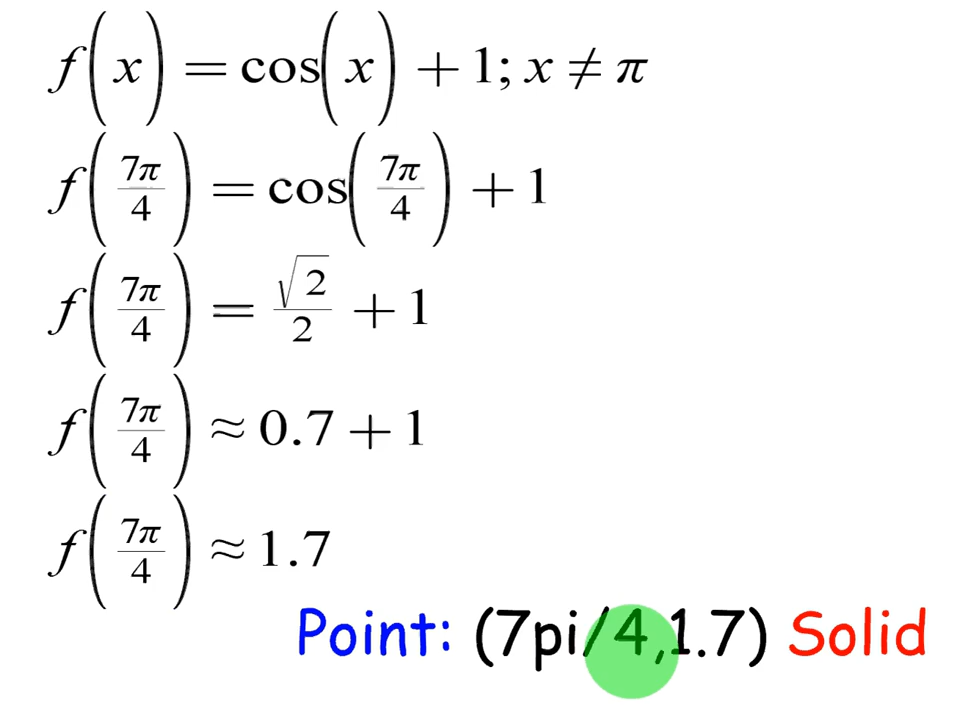 f(x) = cos(x) + 1; x ≠ π
f(7π/4) = cos(7π/4) + 1
f(7π/4) = √2/2 + 1
f(7π/4) ≈ 0.7 + 1
f(7π/4) ≈ 1.7
Point: (7pi/4,1.7) Solid